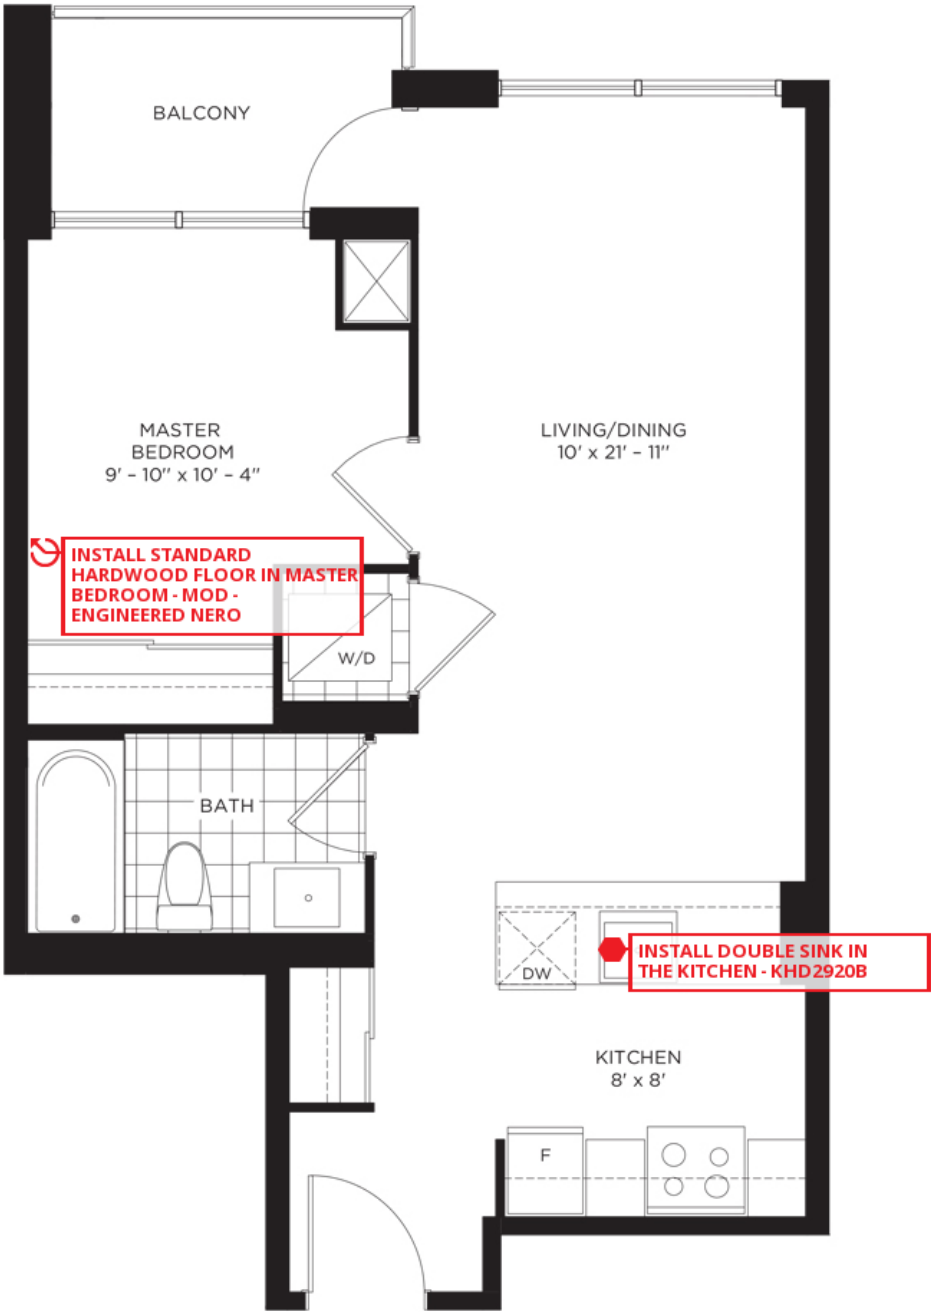 BALCONY
MASTER
BEDROOM
9' – 10" x 10' – 4"
LIVING/DINING
10' x 21' – 11"
INSTALL STANDARD
HARDWOOD FLOOR IN MASTER
BEDROOM - MOD -
ENGINEERED NERO
W/D
BATH
DW
INSTALL DOUBLE SINK IN
THE KITCHEN - KHD2920B
KITCHEN
8' x 8'
F